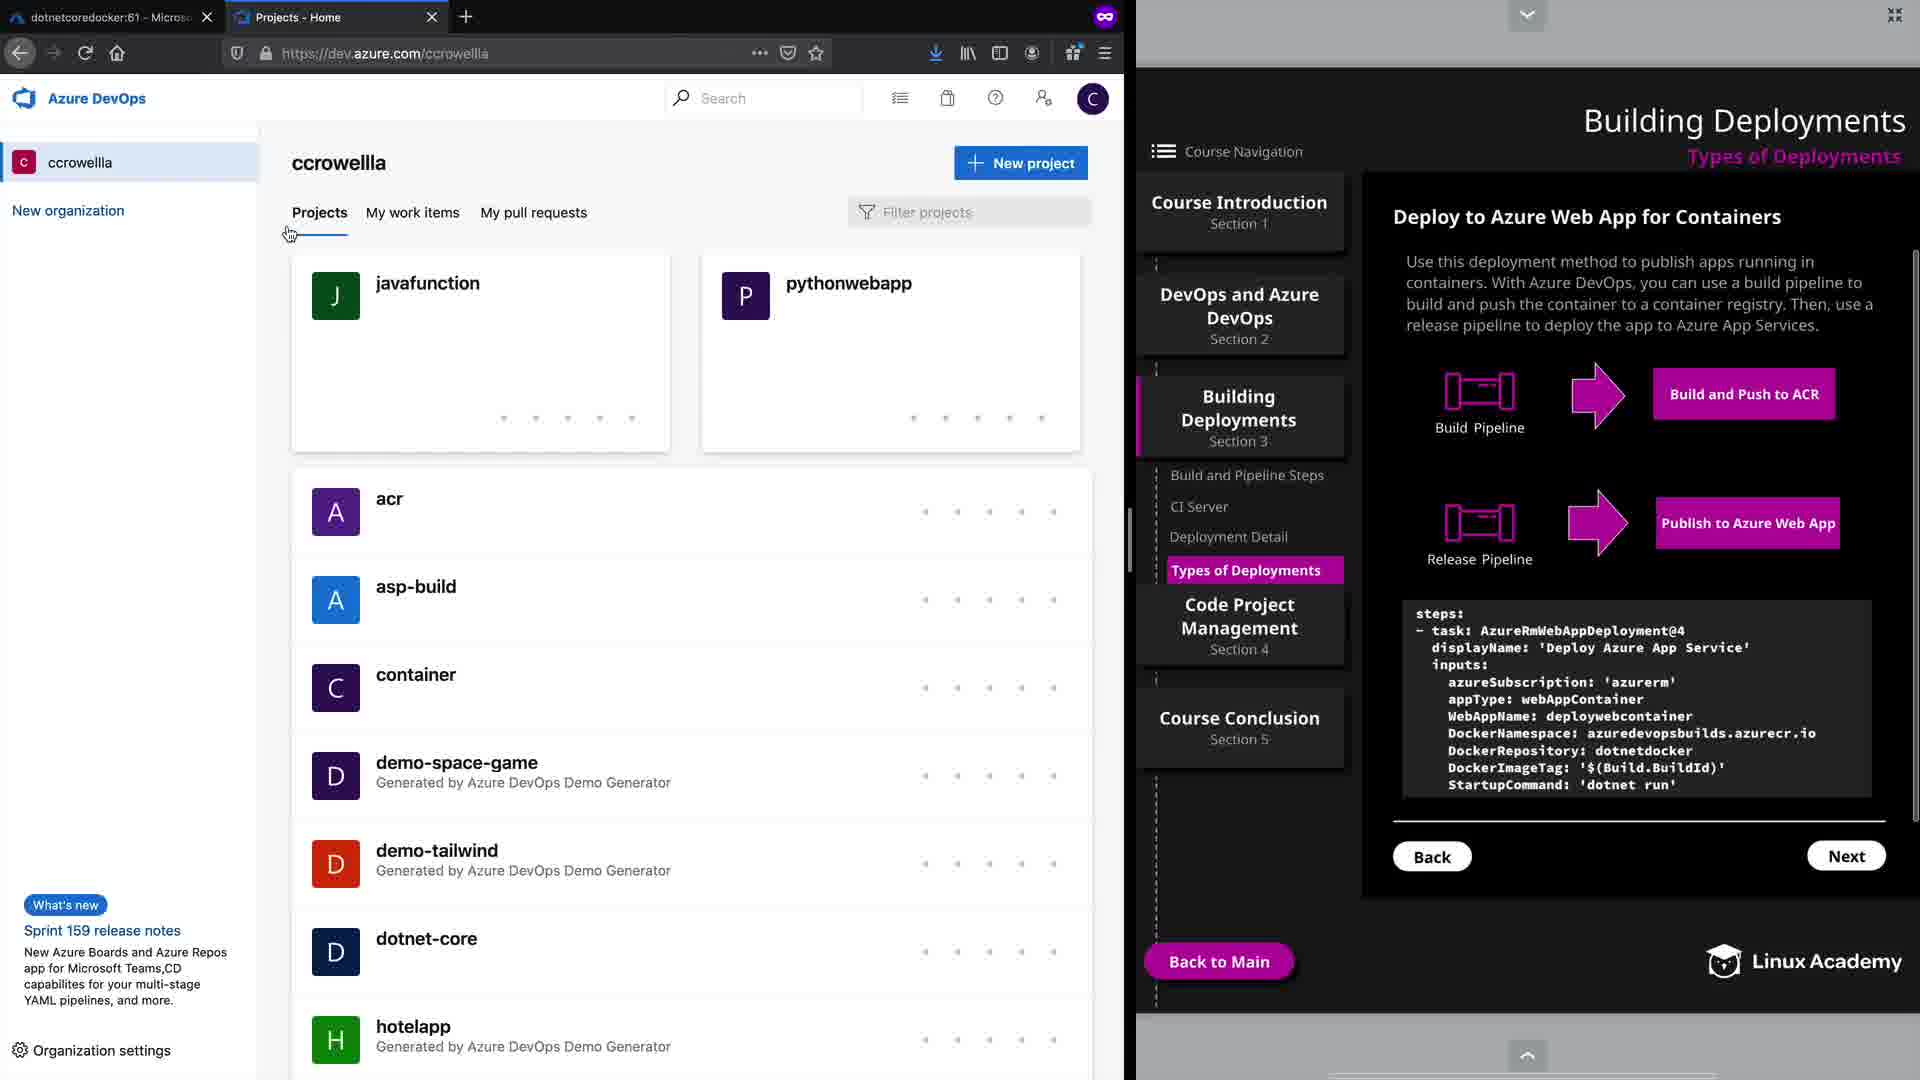 dotnetcoredocker:61 - Micros
Projects - Home
https://dev.azure.com/ccrowellla
Azure DevOps
Search
C
C
ccrowellla
New organization
ccrowellla
New project
Projects
My work items
My pull requests
Filter projects
J
javafunction
P
pythonwebapp
A
acr
A
asp-build
C
container
D
demo-space-game
Generated by Azure DevOps Demo Generator
D
demo-tailwind
Generated by Azure DevOps Demo Generator
D
dotnet-core
H
hotelapp
Generated by Azure DevOps Demo Generator
What's new
Sprint 159 release notes
New Azure Boards and Azure Repos
app for Microsoft Teams,CD
capabilites for your multi-stage
YAML pipelines, and more.
Organization settings
Building Deployments
Types of Deployments
Course Navigation
Course Introduction
Section 1
DevOps and Azure
DevOps
Section 2
Building
Deployments
Section 3
Build and Pipeline Steps
CI Server
Deployment Detail
Types of Deployments
Code Project
Management
Section 4
Course Conclusion
Section 5
Back to Main
Deploy to Azure Web App for Containers
Use this deployment method to publish apps running in
containers. With Azure DevOps, you can use a build pipeline to
build and push the container to a container registry. Then, use a
release pipeline to deploy the app to Azure App Services.
Build Pipeline
Build and Push to ACR
Release Pipeline
Publish to Azure Web App
steps:
- task: AzureRmWebAppDeployment@4
displayName: 'Deploy Azure App Service'
inputs:
azureSubscription: 'azurerm'
appType: webAppContainer
WebAppName: deploywebcontainer
DockerNamespace: azuredevopsbuilds.azurecr.io
DockerRepository: dotnetdocker
DockerImageTag: '$(Build.BuildId)'
StartupCommand: 'dotnet run'
Back
Next
Linux Academy